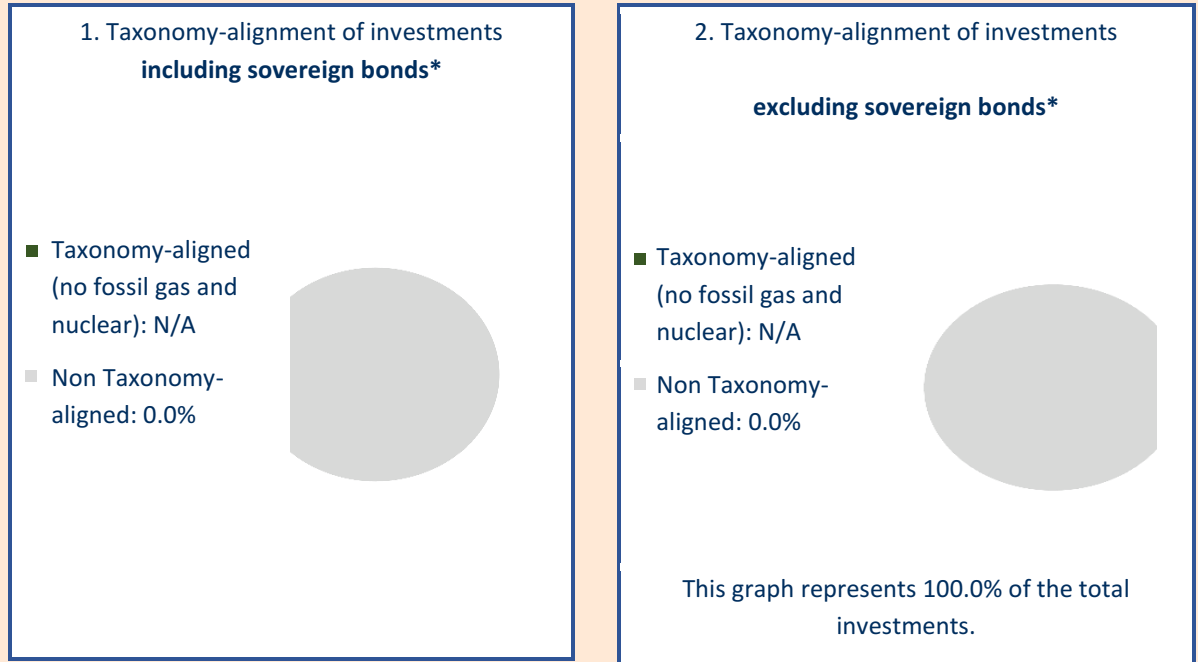 1. Taxonomy-alignment of investments
including sovereign bonds*
Taxonomy-aligned
(no fossil gas and
nuclear): N/A
Non Taxonomy-
aligned: 0.0%
2. Taxonomy-alignment of investments
excluding sovereign bonds*
Taxonomy-aligned
(no fossil gas and
nuclear): N/A
Non Taxonomy-
aligned: 0.0%
This graph represents 100.0% of the total
investments.